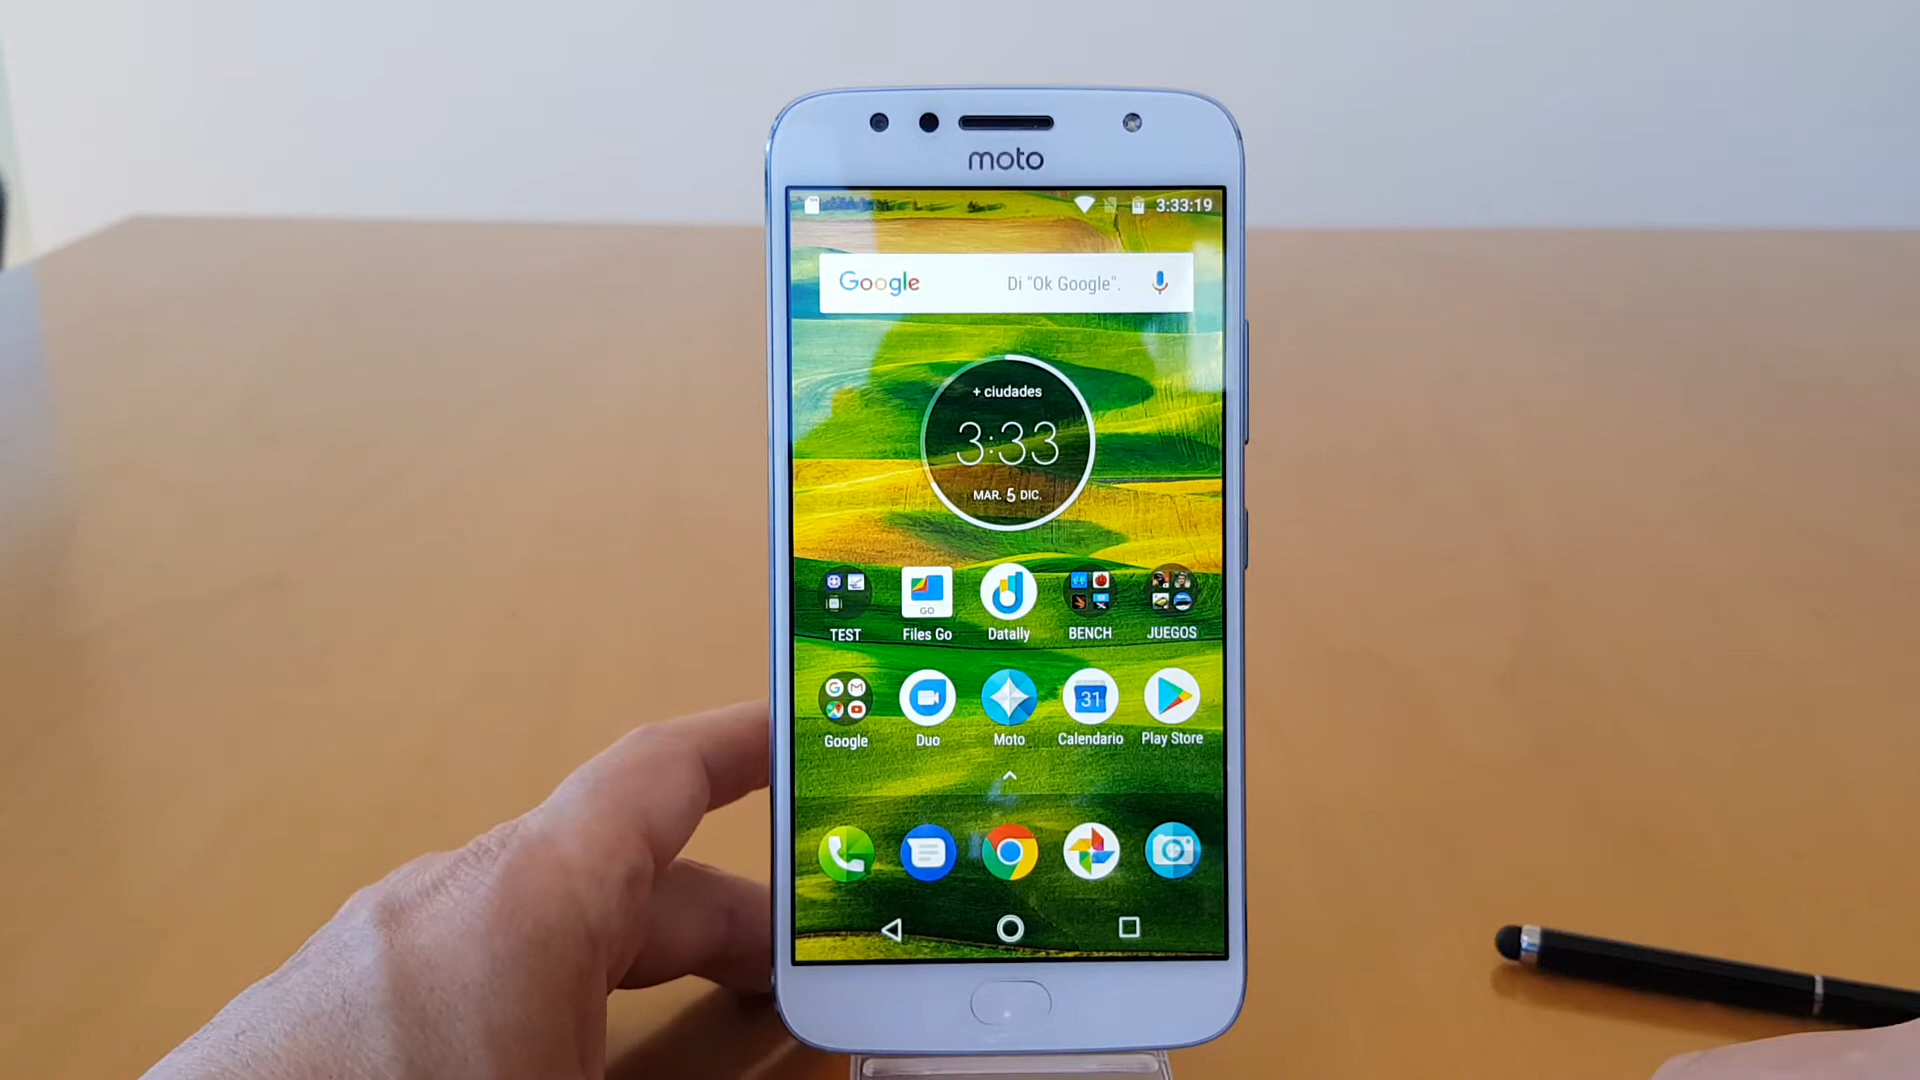 moto
3:33:19
Google Di "Ok Google".
+ ciudades
3:33
MAR. 5 DIC.
GO
TEST Files Go Datally BENCH JUEGOS
31
Google Duo Moto Calendario Play Store